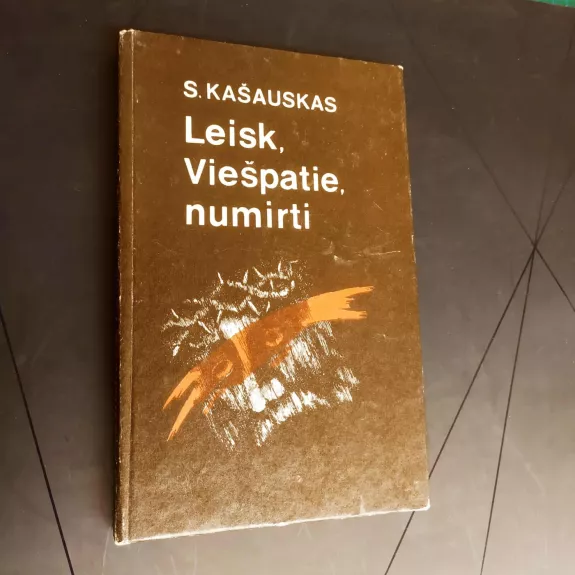 S. KAŠAUSKAS
Leisk,
Viešpatie,
numirti